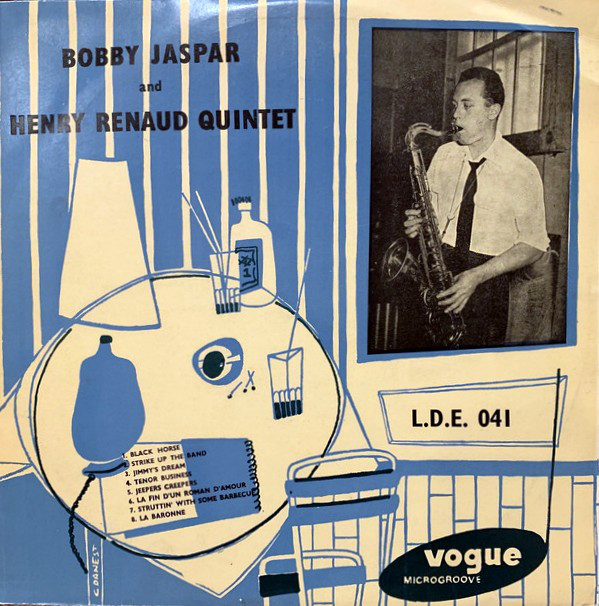 BOBBY JASPAR
and
HENRY RENAUD QUINTET
L.D.E. 041
1. BLACK HORSE
2. STRIKE UP THE BAND
3. JIMMY'S DREAM
4. TENOR BUSINESS
5. JEEPERS CREEPERS
6. LA FIN D'UN ROMAN D'AMOUR
7. STRUTTIN' WITH SOME BARBECUE
8. LA BARONNE
vogue
MICROGROOVE